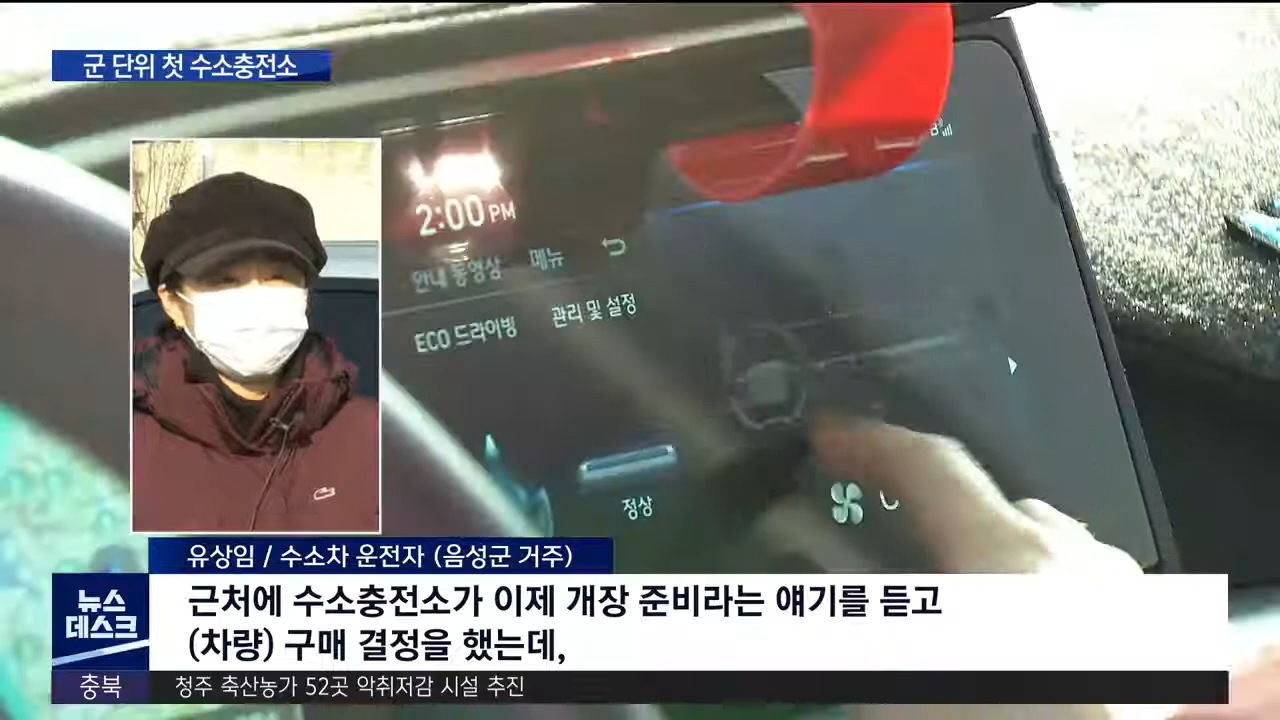 군 단위 첫 수소충전소
2:00 PM
안내 동영상 메뉴
ECO 드라이빙 관리 및 설정
정상
유상임 / 수소차 운전자 (음성군 거주)
뉴스
데스크
근처에 수소충전소가 이제 개장 준비라는 얘기를 듣고
(차량) 구매 결정을 했는데,
충북
청주 축산농가 52곳 악취저감 시설 추진